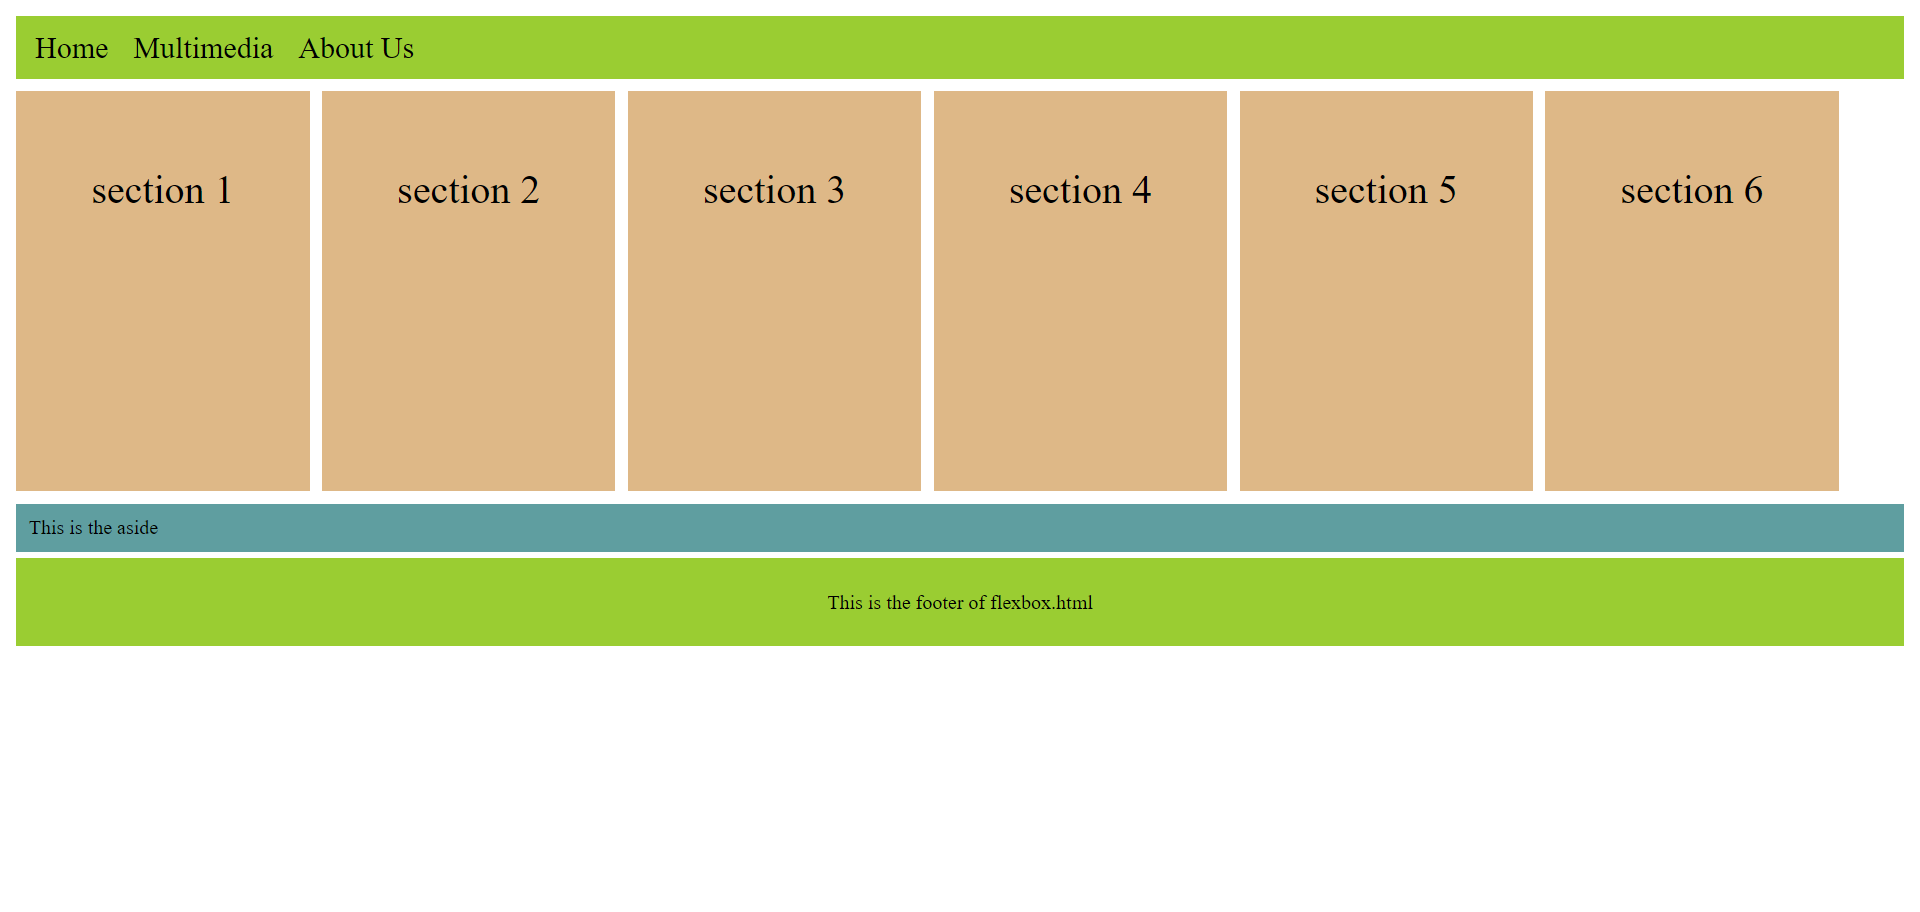 Home Multimedia About Us
section 1 section 2 section 3 section 4 section 5 section 6
This is the aside
This is the footer of flexbox.html